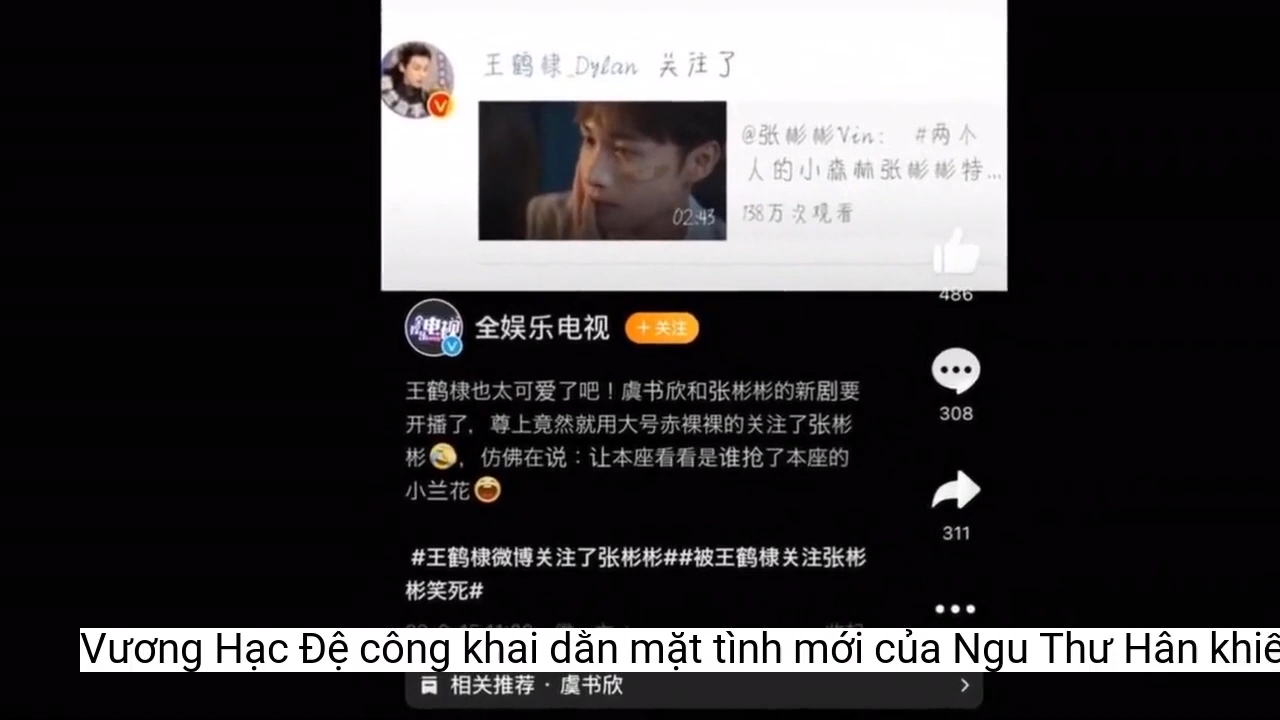 王鹤棣_Dylan 关注了
@张彬彬Vin： #两个
人的小森林张彬彬特...
02:43
138万次观看
486
全娱乐电视
+关注
王鹤棣也太可爱了吧！虞书欣和张彬彬的新剧要
开播了，尊上竟然就用大号赤裸裸的关注了张彬
彬，仿佛在说：让本座看看是谁抢了本座的
小兰花
308
311
#王鹤棣微博关注了张彬彬##被王鹤棣关注张彬
彬笑死#
Vương Hạc Đệ công khai dằn mặt tình mới của Ngu Thư Hân khiế
相关推荐 · 虞书欣